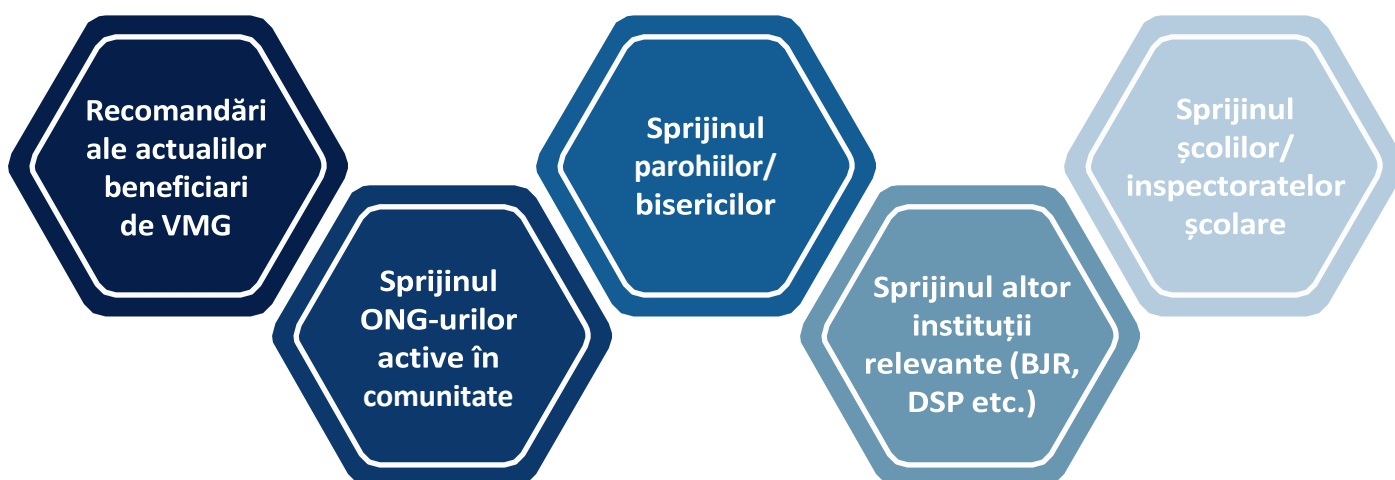 Recomandări
ale actualilor
beneficiari
de VMG
Sprijinul
ONG-urilor
active în
comunitate
Sprijinul
parohiilor/
bisericilor
Sprijinul altor
instituții
relevante (BJR,
DSP etc.)
Sprijinul
școlilor/
inspectoratelor
școlare